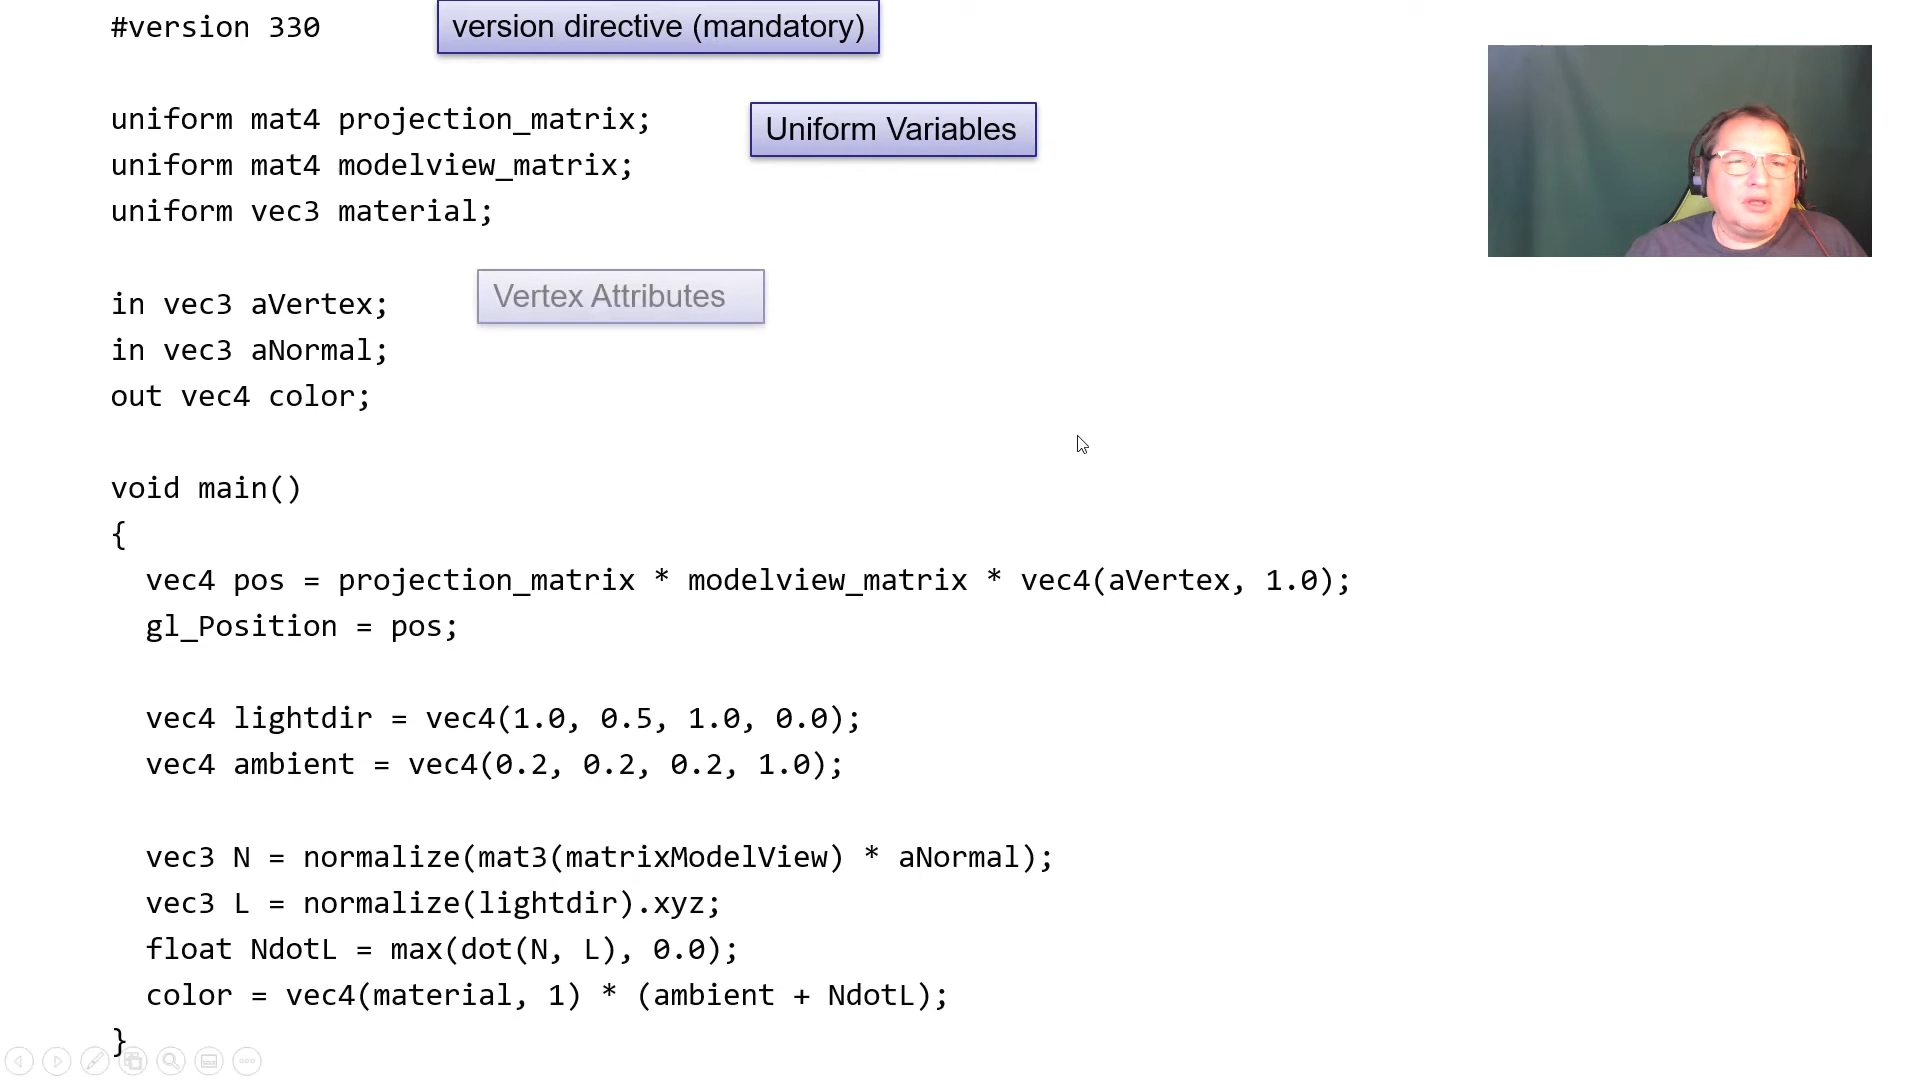 #version 330
version directive (mandatory)
uniform mat4 projection_matrix;
Uniform Variables
uniform mat4 modelview_matrix;
uniform vec3 material;
in vec3 aVertex;
Vertex Attributes
in vec3 aNormal;
out vec4 color;
void main()
{
vec4 pos = projection_matrix * modelview_matrix * vec4(aVertex, 1.0);
gl_Position = pos;
vec4 lightdir = vec4(1.0, 0.5, 1.0, 0.0);
vec4 ambient = vec4(0.2, 0.2, 0.2, 1.0);
vec3 N = normalize(mat3(matrixModelView) * aNormal);
vec3 L = normalize(lightdir).xyz;
float NdotL = max(dot(N, L), 0.0);
color = vec4(material, 1) * (ambient + NdotL);
}